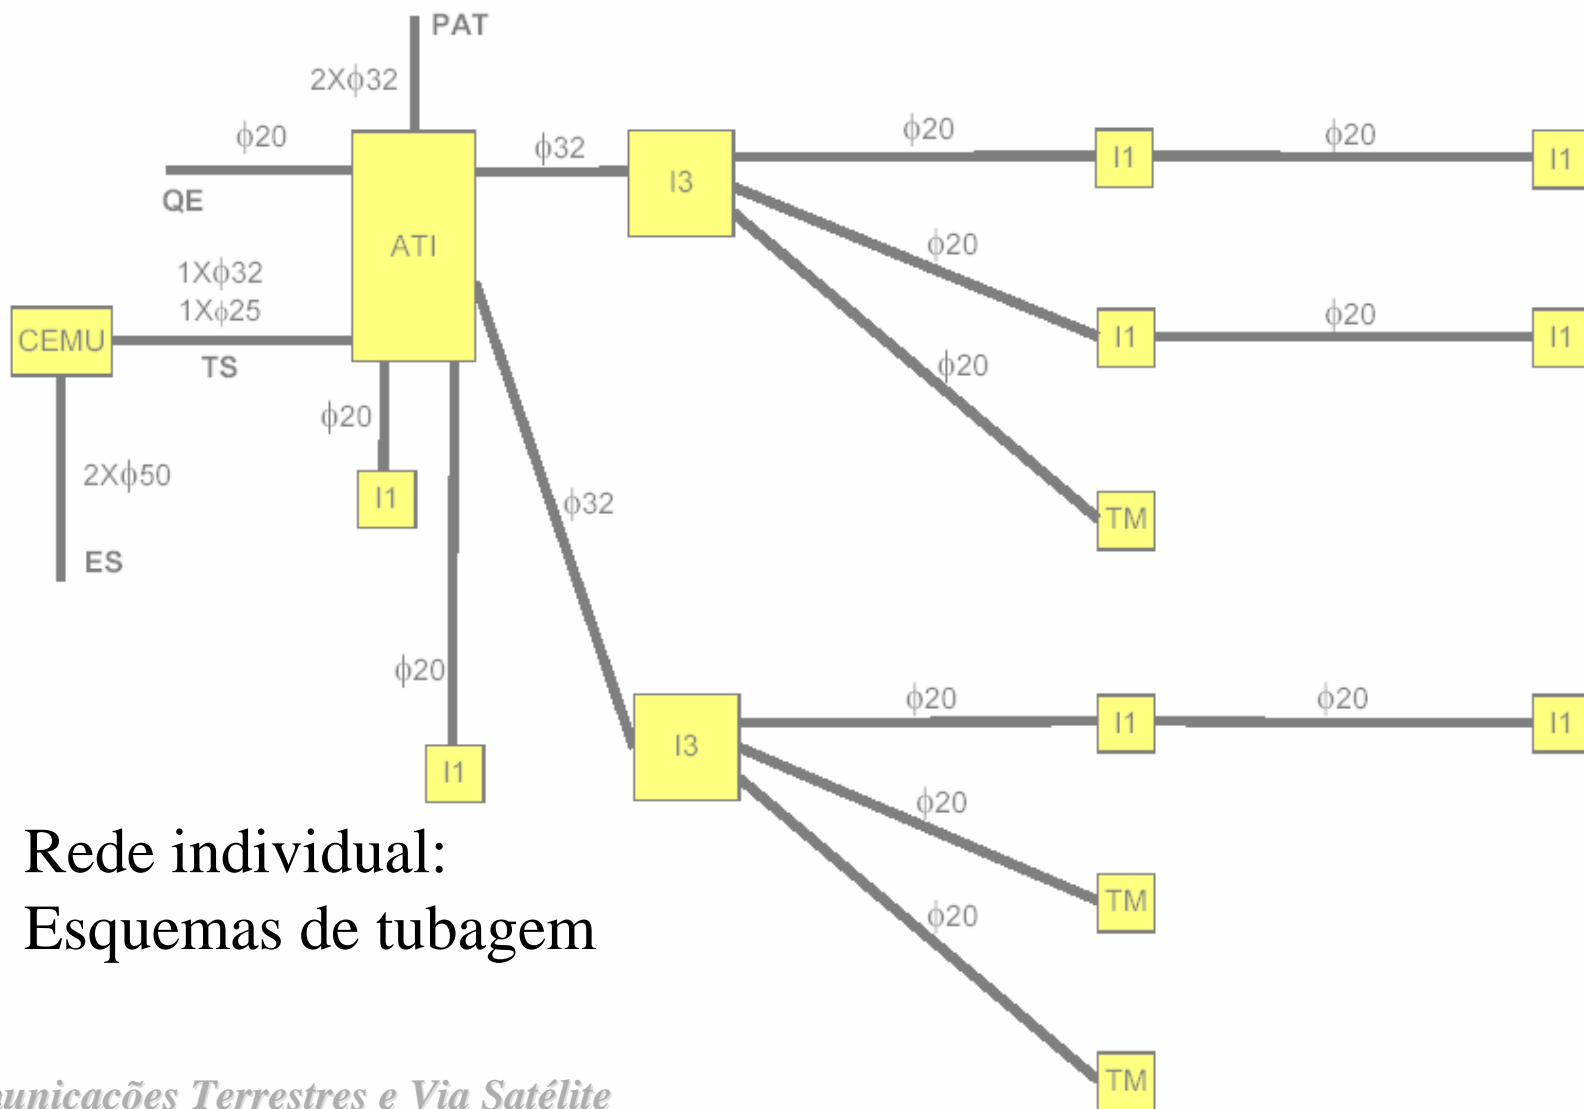 PAT
2Xϕ32
ϕ20
QE
ATI
ϕ32
I3
ϕ20
I1
ϕ20
I1
1Xϕ32
1Xϕ25
CEMU
TS
ϕ20
I1
ϕ20
I1
ϕ20
TM
2Xϕ50
ES
ϕ20
I1
ϕ20
I1
ϕ32
I3
ϕ20
I1
ϕ20
I1
ϕ20
TM
ϕ20
TM
Rede individual:
Esquemas de tubagem
Terrestres e Via Satélite